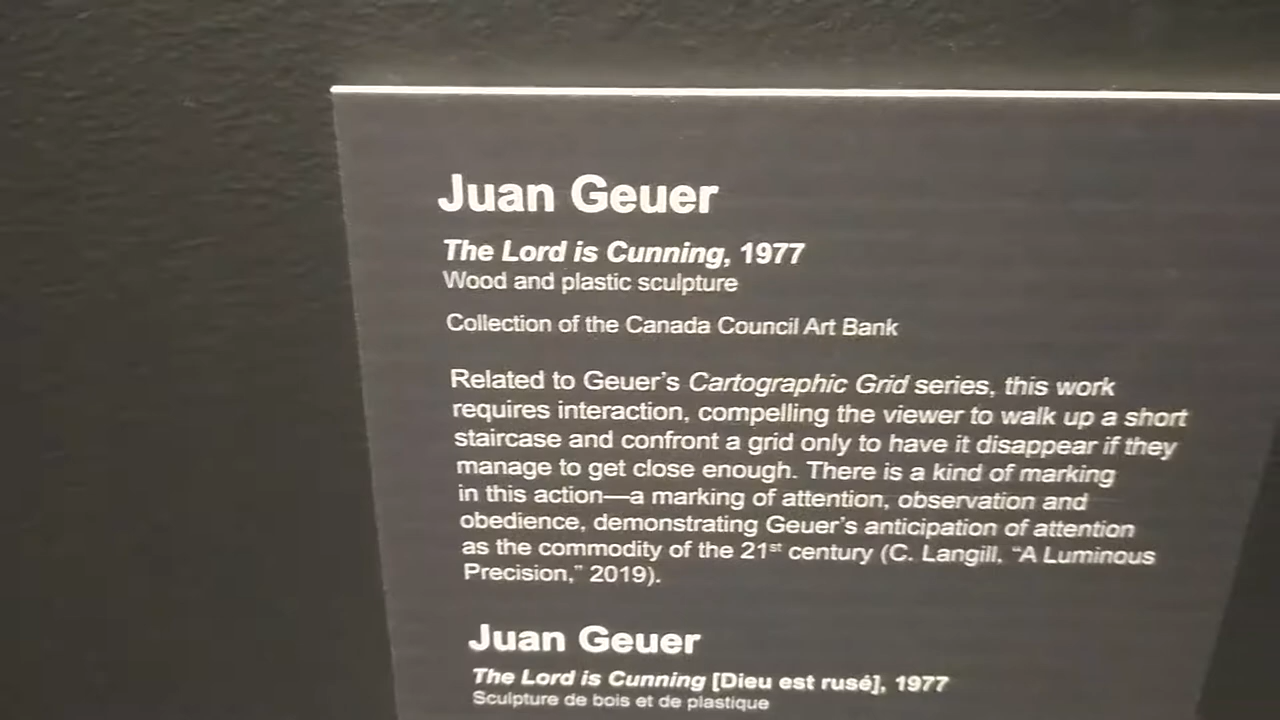 Juan Geuer
The Lord is Cunning, 1977
Wood and plastic sculpture
Collection of the Canada Council Art Bank
Related to Geuer's Cartographic Grid series, this work
requires interaction, compelling the viewer to walk up a short
staircase and confront a grid only to have it disappear if they
manage to get close enough. There is a kind of marking
in this action—a marking of attention, observation and
obedience, demonstrating Geuer's anticipation of attention
as the commodity of the 21st century (C. Langill, “A Luminous
Precision,” 2019).
Juan Geuer
The Lord is Cunning [Dieu est rusé], 1977
Sculpture de bois et de plastique